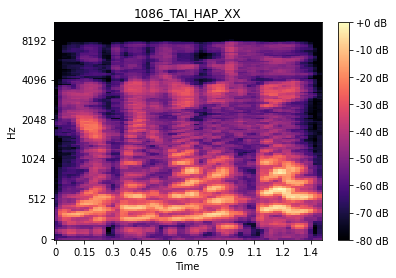 1086_TAI_HAP_XX
+0 dB
8192
-10 dB
4096
-20 dB
-30 dB
2048
Hz
-40 dB
1024
-50 dB
-60 dB
512
-70 dB
0
-80 dB
0 0.15 0.3 0.45 0.6 0.75 0.9 1.1 1.2 1.4
Time